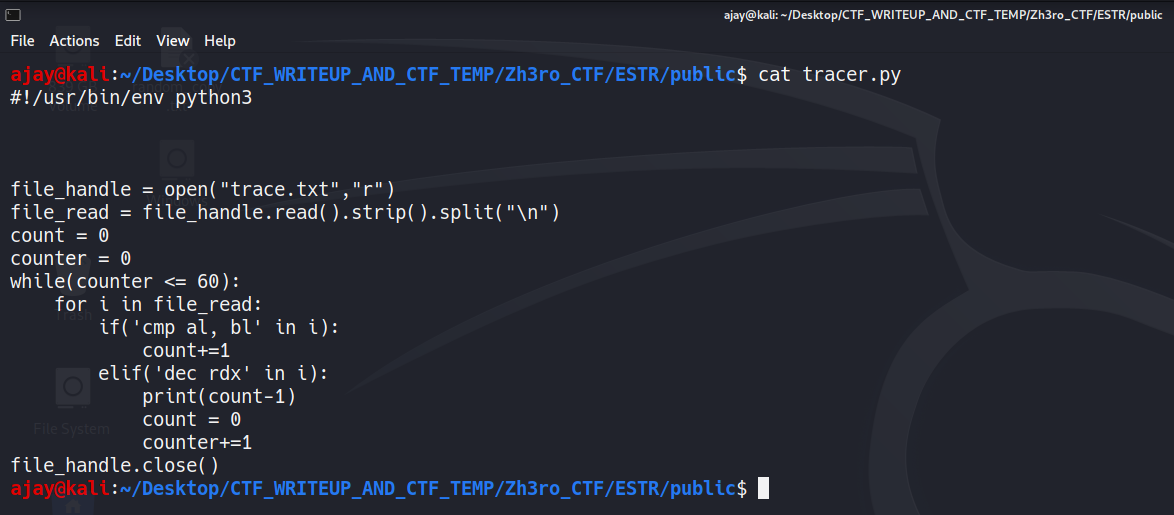 ajay@kali: ~/Desktop/CTF_WRITEUP_AND_CTF_TEMP/Zh3ro_CTF/ESTR/public
File Actions Edit View Help
ajay@kali:~/Desktop/CTF_WRITEUP_AND_CTF_TEMP/Zh3ro_CTF/ESTR/public$ cat tracer.py
#!/usr/bin/env python3
file_handle = open("trace.txt","r")
file_read = file_handle.read().strip().split("\n")
count = 0
counter = 0
while(counter <= 60):
    for i in file_read:
        if('cmp al, bl' in i):
            count+=1
        elif('dec rdx' in i):
            print(count-1)
            count = 0
            counter+=1
file_handle.close()
ajay@kali:~/Desktop/CTF_WRITEUP_AND_CTF_TEMP/Zh3ro_CTF/ESTR/public$
Trash
File System